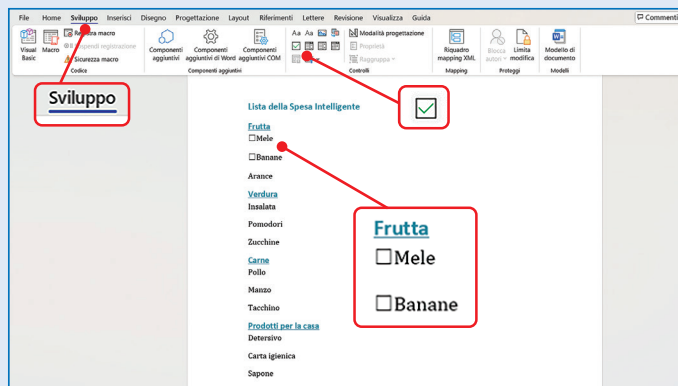 File Home Sviluppo Inserisci Disegno Progettazione Layout Riferimenti Lettere Revisione Visualizza Guida Commenti
Visual Basic
Macro
Registra macro
registrazione
Sicurezza macro
Codice
Componenti aggiuntivi
Componenti aggiuntivi di Word
Componenti aggiuntivi COM
Componenti aggiuntivi
Aa Aa
Modalità progettazione
Proprietà
Raggruppa
Controlli
Riquadro mapping XML
Mapping
Blocca autori
Limita modifica
Proteggi
Modello di documento
Modelli
Sviluppo
Lista della Spesa Intelligente
Frutta
☐Mele
☐Banane
Arance
Verdura
Insalata
Pomodori
Zucchine
Carne
Pollo
Manzo
Tacchino
Prodotti per la casa
Detersivo
Carta igienica
Sapone
Frutta
☐Mele
☐Banane